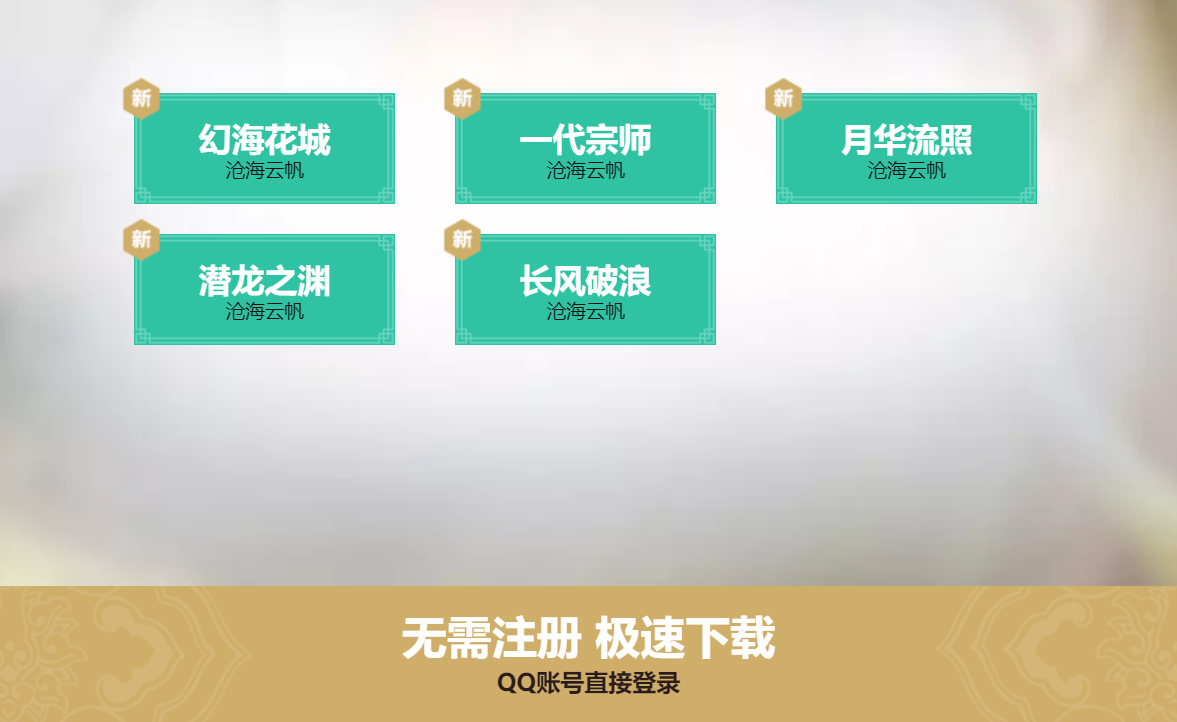 新
幻海花城
沧海云帆
新
一代宗师
沧海云帆
新
月华流照
沧海云帆
新
潜龙之渊
沧海云帆
新
长风破浪
沧海云帆
无需注册 极速下载
QQ账号直接登录